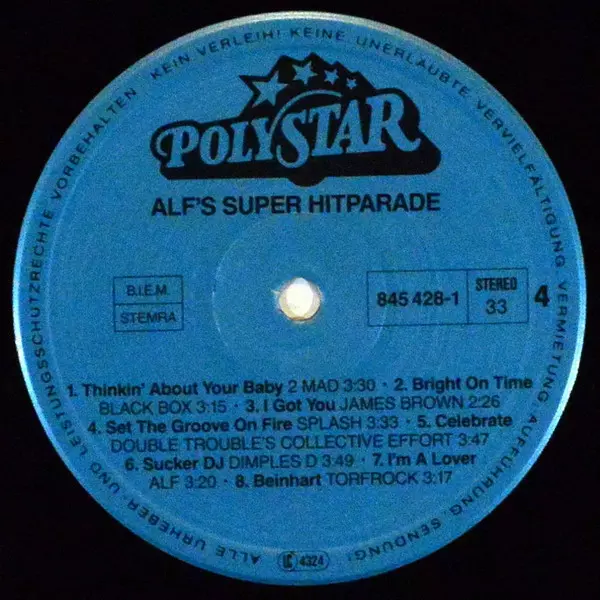 ALLE URHEBER- UND LEISTUNGSSCHUTZRECHTE VORBEHALTEN · KEIN VERLEIH! KEINE UNERLAUBTE VERVIELFÄLTIGUNG, VERMIETUNG, AUFFÜHRUNG, SENDUNG!
POLYSTAR
ALF'S SUPER HITPARADE
B.I.E.M.
STEMRA
845 428-1
STEREO
33
4
1. Thinkin' About Your Baby 2 MAD 3:30 · 2. Bright On Time
BLACK BOX 3:15 · 3. I Got You JAMES BROWN 2:26
4. Set The Groove On Fire SPLASH 3:33 · 5. Celebrate
DOUBLE TROUBLE'S COLLECTIVE EFFORT 3:47
6. Sucker DJ DIMPLES D 3:49 · 7. I'm A Lover
ALF 3:20 · 8. Beinhart TORFROCK 3:17
LC 4324